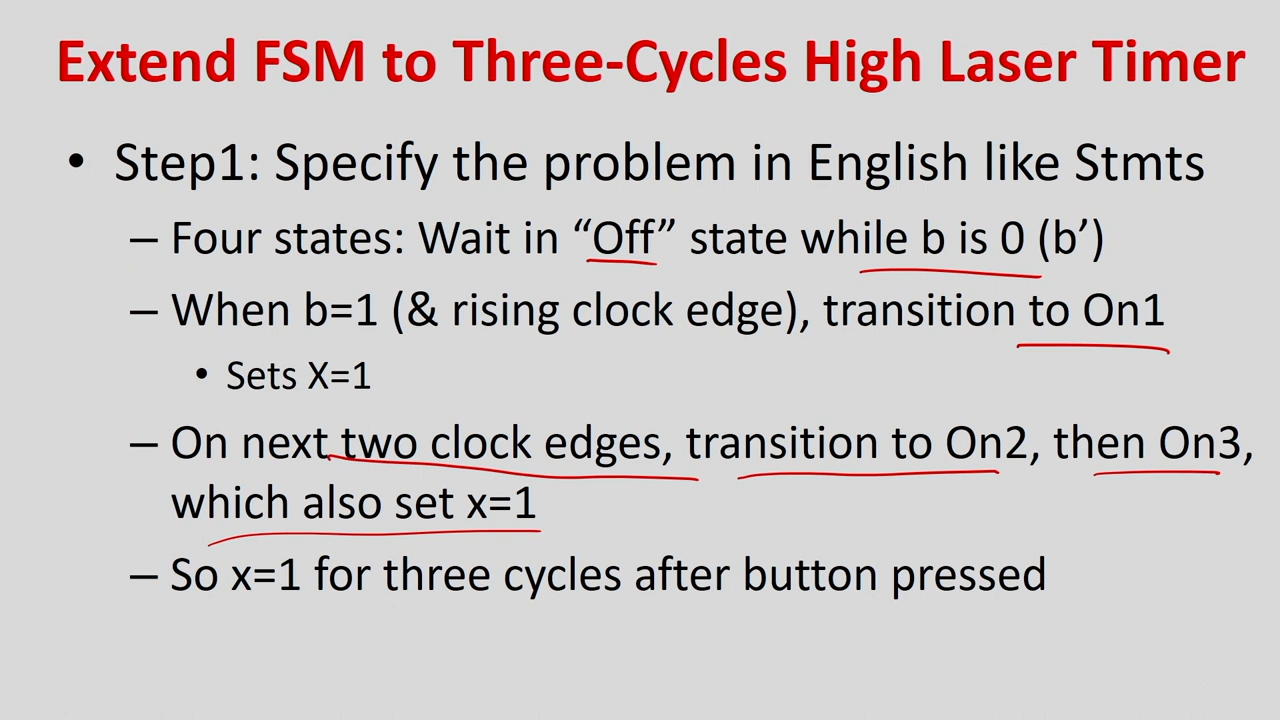 Extend FSM to Three-Cycles High Laser Timer
• Step1: Specify the problem in English like Stmts
– Four states: Wait in “Off” state while b is 0 (b’)
– When b=1 (& rising clock edge), transition to On1
• Sets X=1
– On next two clock edges, transition to On2, then On3,
which also set x=1
– So x=1 for three cycles after button pressed